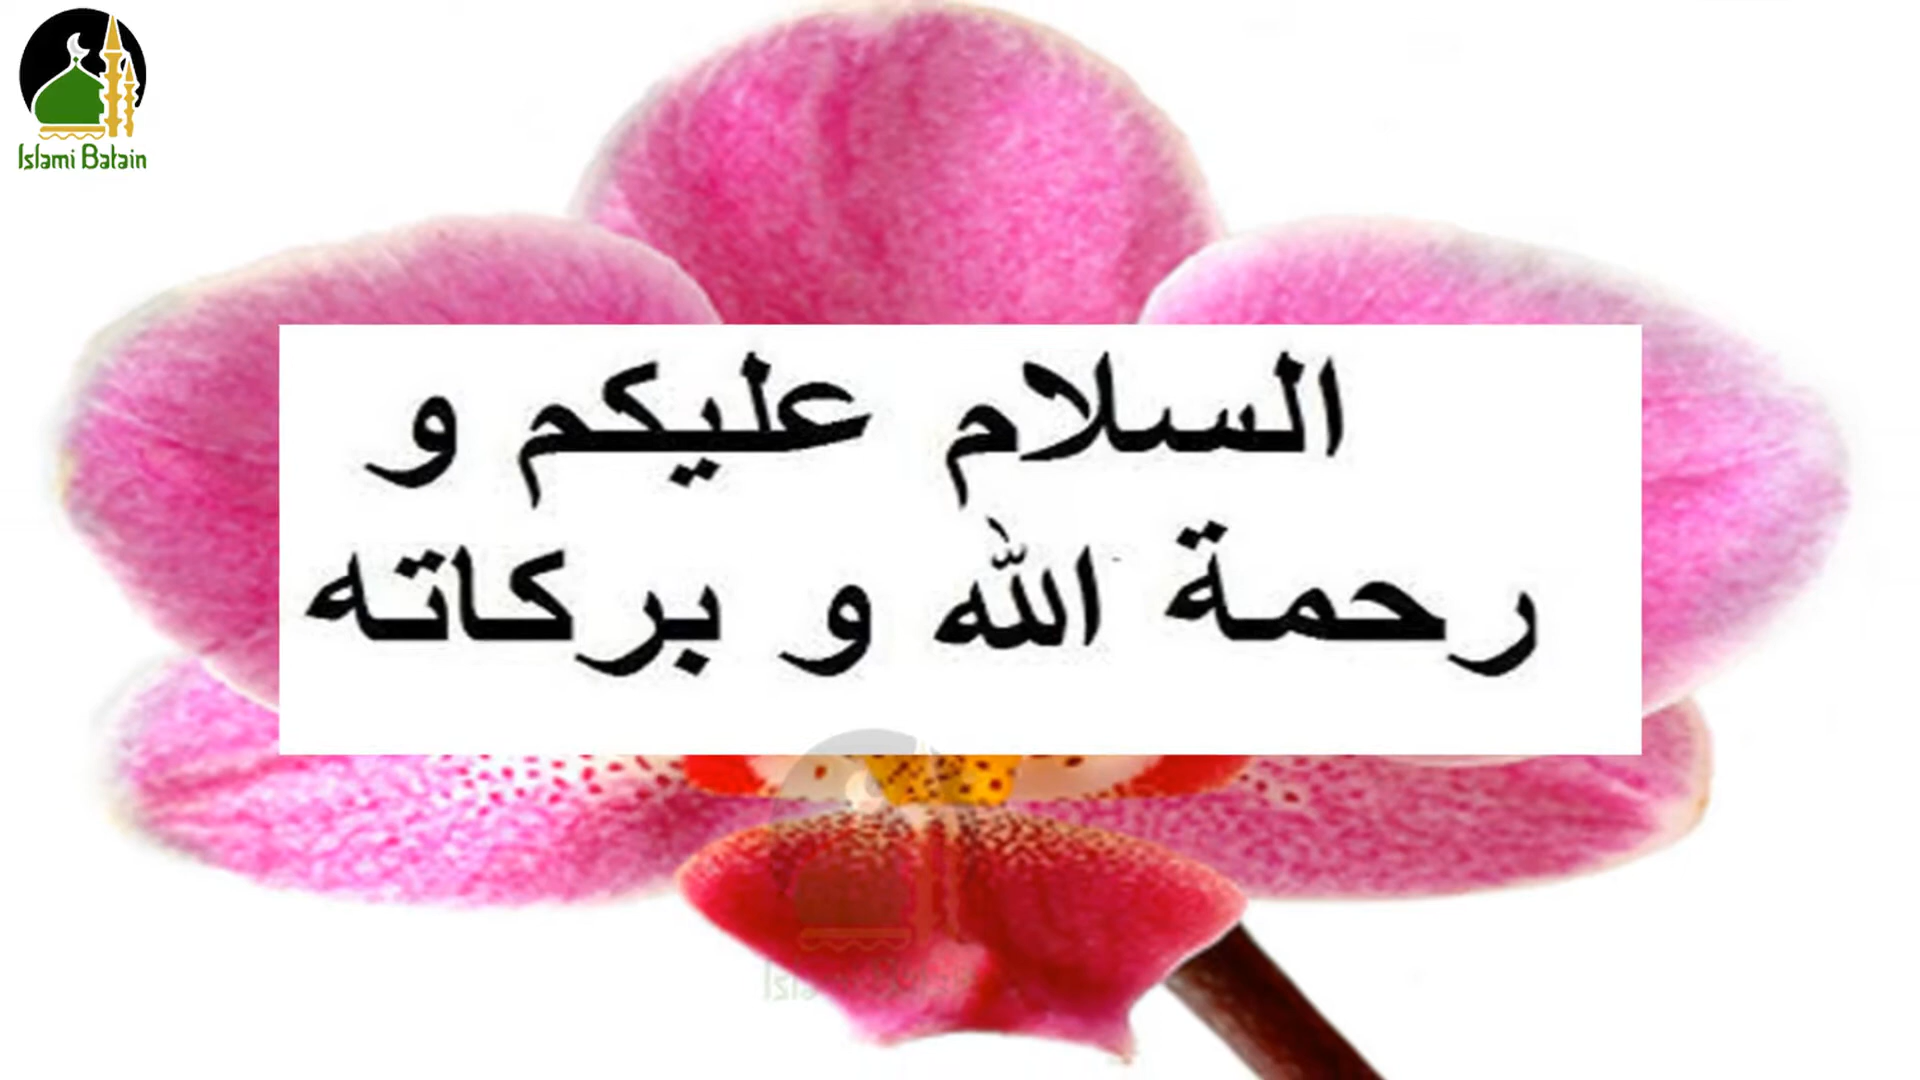 Islami Batain
السلام عليكم و
رحمة الله و بركاته